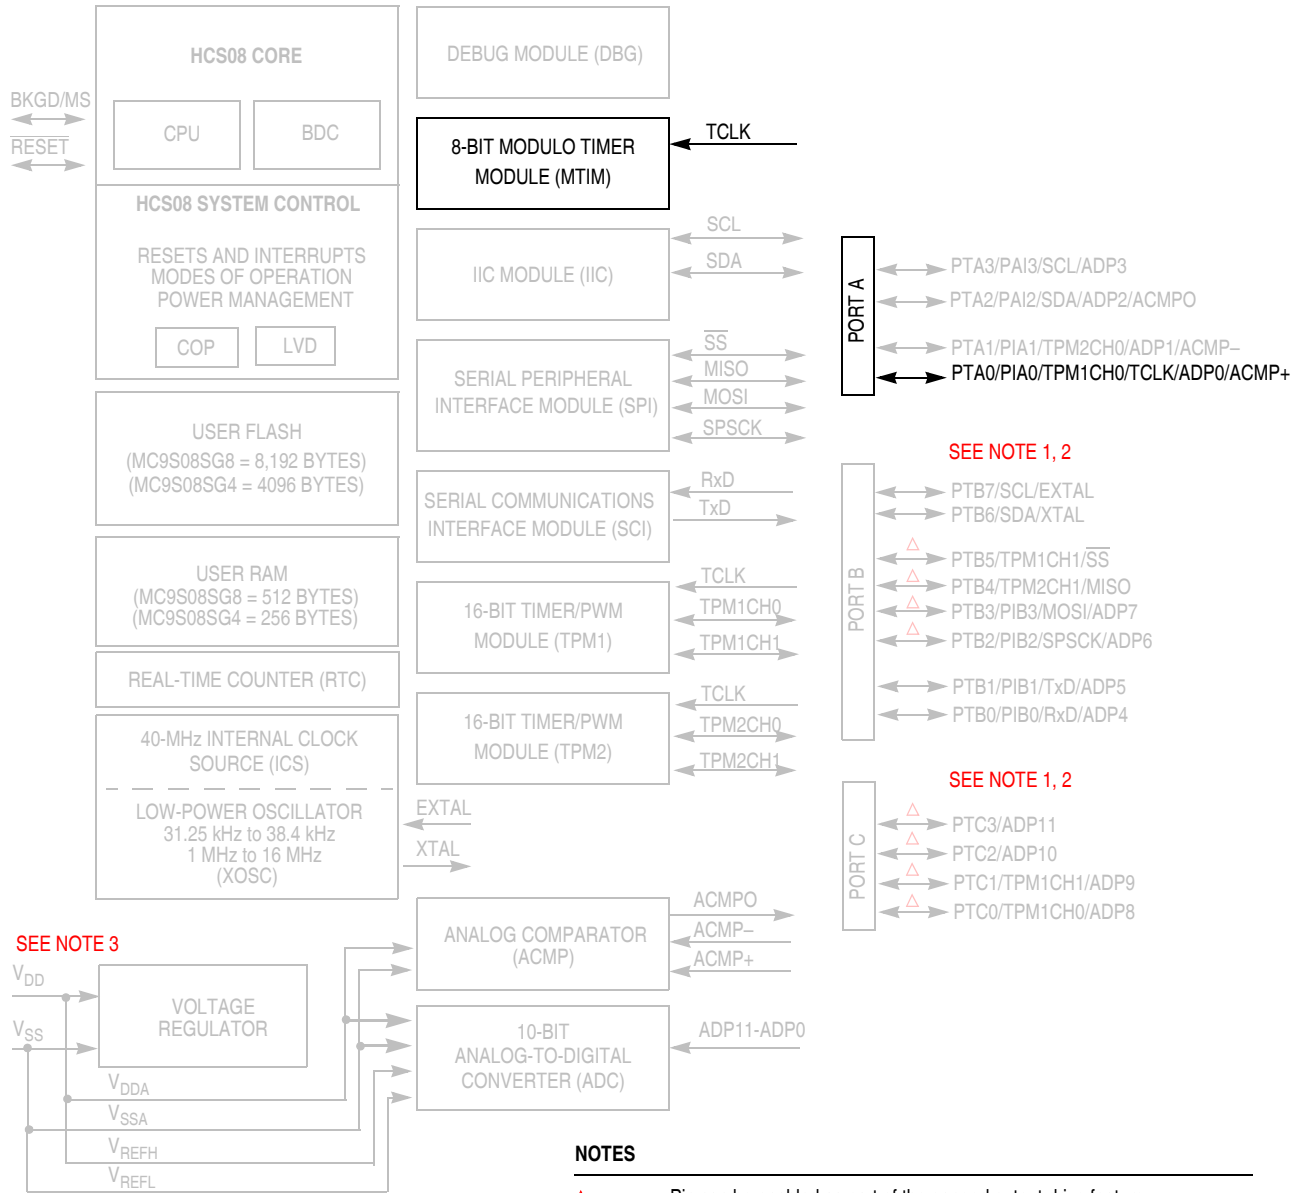 HCS08 CORE
CPU
BDC
BKGD/MS
RESET
HCS08 SYSTEM CONTROL
RESETS AND INTERRUPTS
MODES OF OPERATION
POWER MANAGEMENT
COP
LVD
USER FLASH
(MC9S08SG8 = 8,192 BYTES)
(MC9S08SG4 = 4096 BYTES)
USER RAM
(MC9S08SG8 = 512 BYTES)
(MC9S08SG4 = 256 BYTES)
REAL-TIME COUNTER (RTC)
40-MHz INTERNAL CLOCK
SOURCE (ICS)
LOW-POWER OSCILLATOR
31.25 kHz to 38.4 kHz
1 MHz to 16 MHz
(XOSC)
EXTAL
XTAL
SEE NOTE 3
VDD
VSS
VOLTAGE
REGULATOR
VDDA
VSSA
VREFH
VREFL
DEBUG MODULE (DBG)
8-BIT MODULO TIMER
MODULE (MTIM)
TCLK
IIC MODULE (IIC)
SCL
SDA
SERIAL PERIPHERAL
INTERFACE MODULE (SPI)
SS
MISO
MOSI
SPSCK
SERIAL COMMUNICATIONS
INTERFACE MODULE (SCI)
RxD
TxD
16-BIT TIMER/PWM
MODULE (TPM1)
TCLK
TPM1CH0
TPM1CH1
16-BIT TIMER/PWM
MODULE (TPM2)
TCLK
TPM2CH0
TPM2CH1
ANALOG COMPARATOR
(ACMP)
ACMPO
ACMP–
ACMP+
10-BIT
ANALOG-TO-DIGITAL
CONVERTER (ADC)
ADP11-ADP0
PORT A
PTA3/PAI3/SCL/ADP3
PTA2/PAI2/SDA/ADP2/ACMPO
PTA1/PIA1/TPM2CH0/ADP1/ACMP–
PTA0/PIA0/TPM1CH0/TCLK/ADP0/ACMP+
SEE NOTE 1, 2
PORT B
PTB7/SCL/EXTAL
PTB6/SDA/XTAL
PTB5/TPM1CH1/SS
PTB4/TPM2CH1/MISO
PTB3/PIB3/MOSI/ADP7
PTB2/PIB2/SPSCK/ADP6
PTB1/PIB1/TxD/ADP5
PTB0/PIB0/RxD/ADP4
SEE NOTE 1, 2
PORT C
PTC3/ADP11
PTC2/ADP10
PTC1/TPM1CH1/ADP9
PTC0/TPM1CH0/ADP8
NOTES